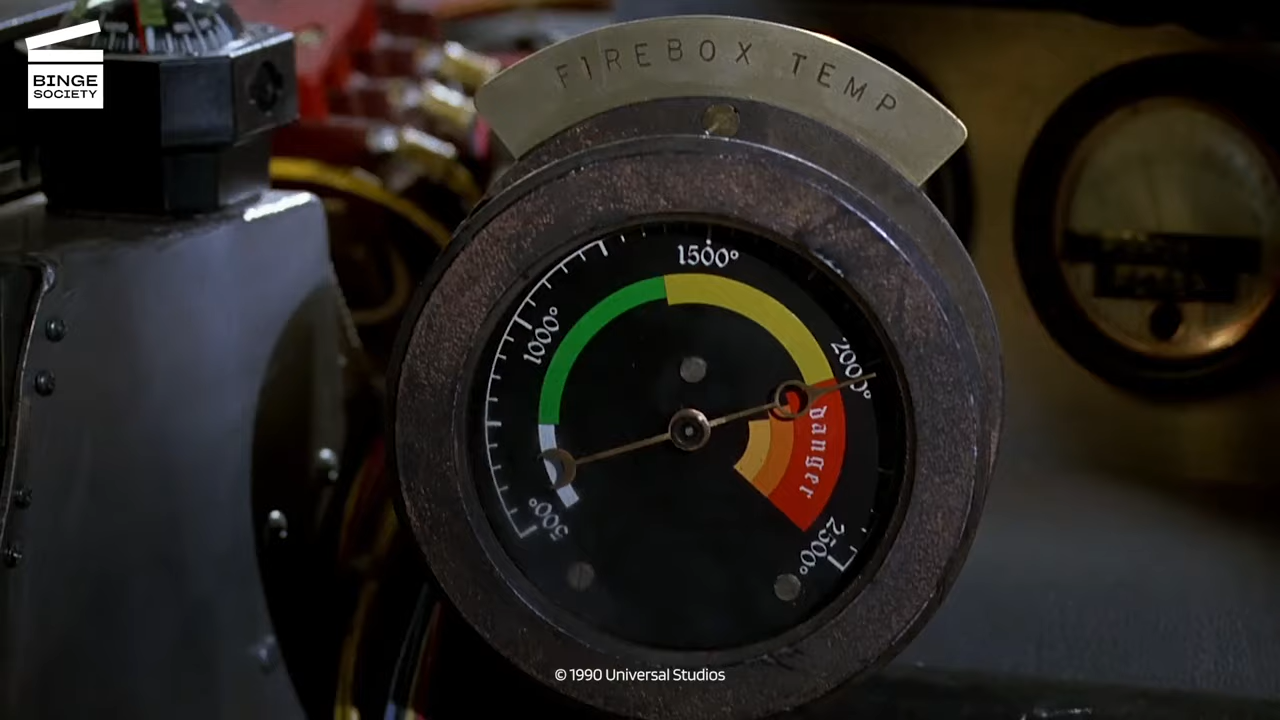 BINGE
SOCIETY
FIREBOX TEMP
1500°
1000°
2000°
Danger
500°
2500°
© 1990 Universal Studios